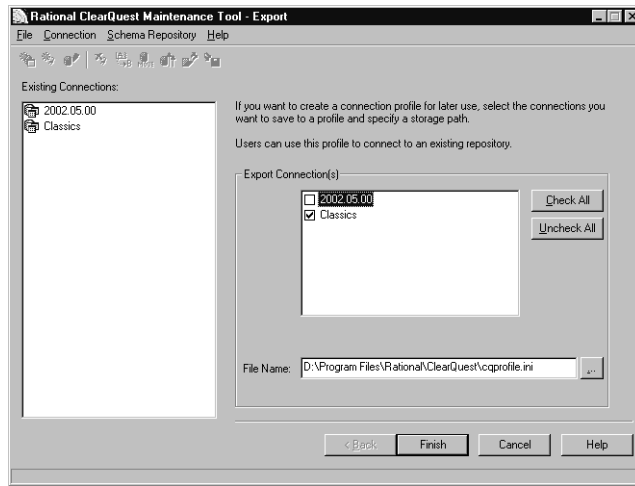 Rational ClearQuest Maintenance Tool - Export
File Connection Schema Repository Help
Existing Connections:
2002.05.00
Classics
If you want to create a connection profile for later use, select the connections you
want to save to a profile and specify a storage path.
Users can use this profile to connect to an existing repository.
Export Connection(s)
2002.05.00
Classics
Check All
Uncheck All
File Name: D:\Program Files\Rational\ClearQuest\cqprofile.ini ...
< Back Finish Cancel Help